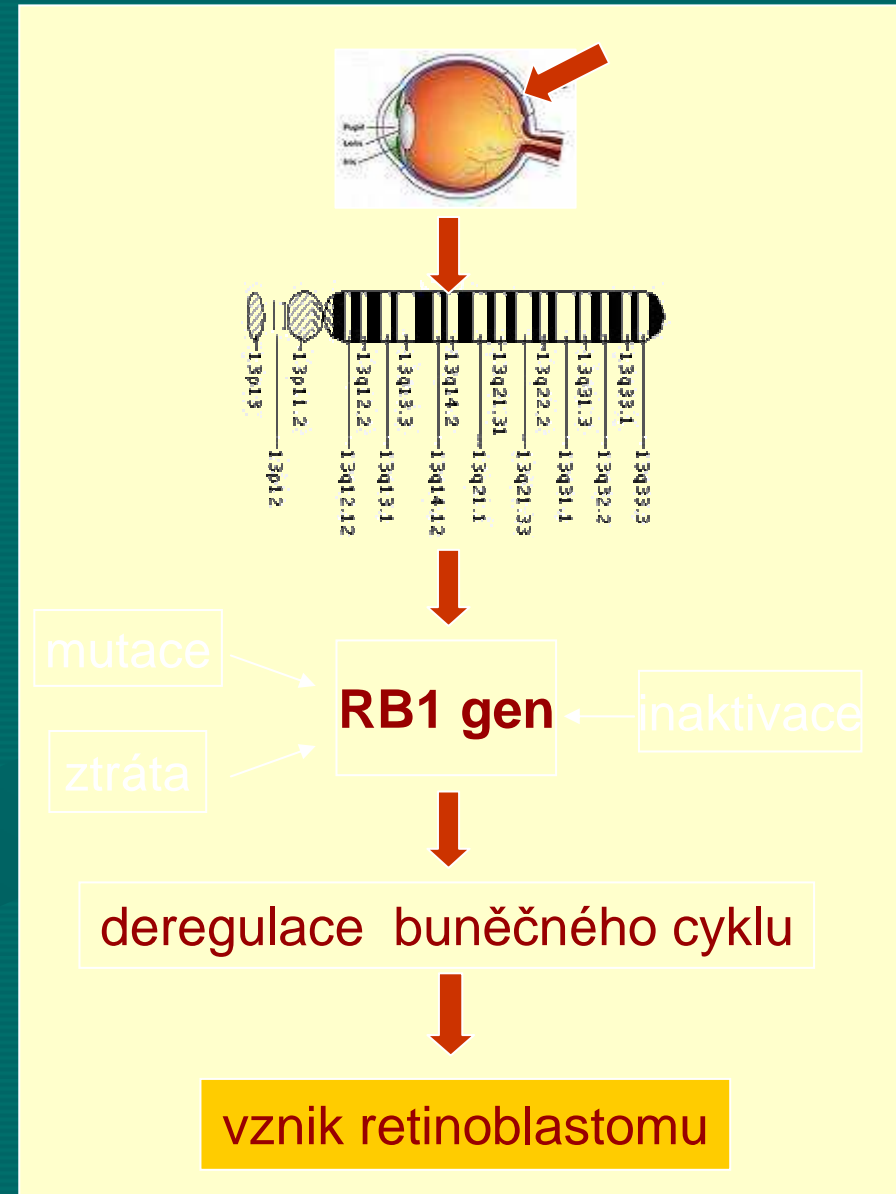 Pupil
Lens
Iris
13p13
13p11.2
13q12.2
13q13.3
13q14.2
13q21.31
13q22.2
13q31.3
13q33.1
13p12
13q12.12
13q13.1
13q14.12
13q21.1
13q21.33
13q31.1
13q32.2
13q33.3
mutace
RB1 gen
inaktivace
ztráta
deregulace buněčného cyklu
vznik retinoblastomu